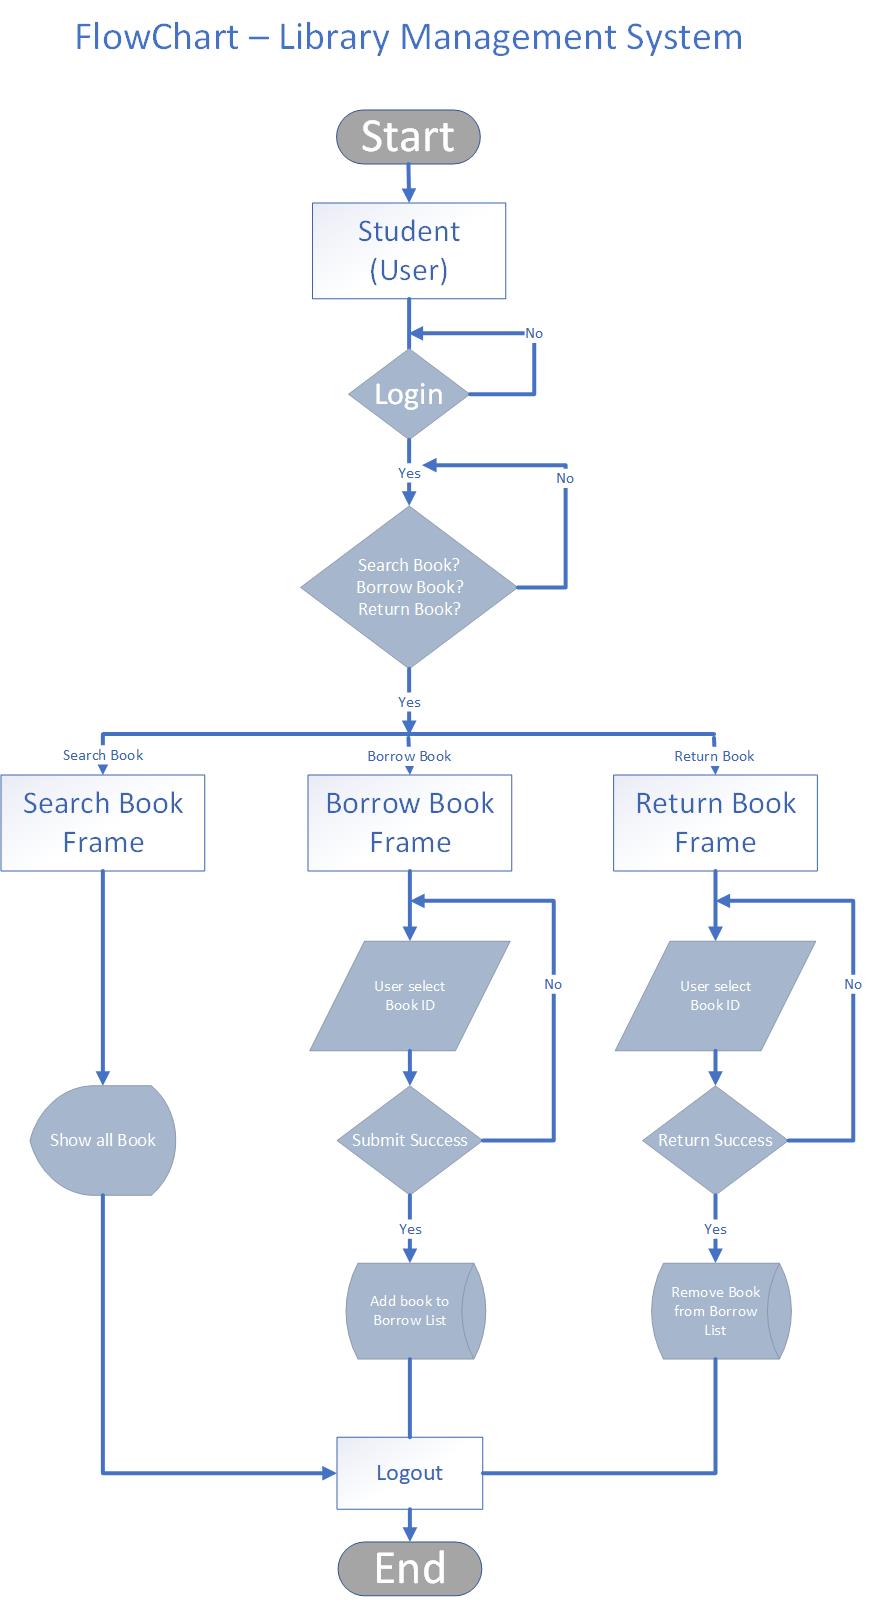 FlowChart – Library Management System
Start
Student
(User)
No
Login
Yes
No
Search Book?
Borrow Book?
Return Book?
Yes
Search Book
Borrow Book
Return Book
Search Book
Frame
Borrow Book
Frame
Return Book
Frame
User select
Book ID
No
User select
Book ID
No
Show all Book
Submit Success
Return Success
Yes
Yes
Add book to
Borrow List
Remove Book
from Borrow
List
Logout
End